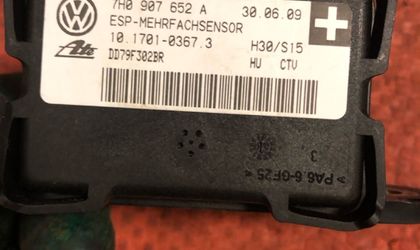 7H0 907 652 A 30.06.09
ESP-MEHRFACHSENSOR
10.1701-0367.3 H30/S15
Ate DD79F302BR HU CTV
3
>PA6.6-GF25<